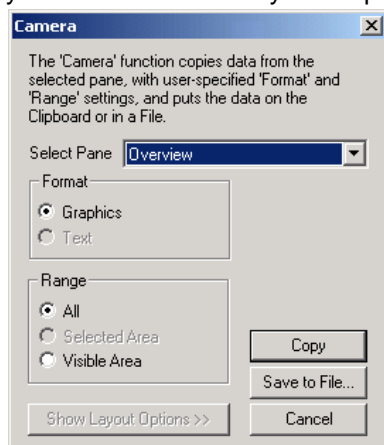 Camera
The 'Camera' function copies data from the
selected pane, with user-specified 'Format' and
'Range' settings, and puts the data on the
Clipboard or in a File.
Select Pane Overview
Format
Graphics
Text
Range
All
Selected Area
Visible Area
Copy
Save to File...
Show Layout Options >>
Cancel